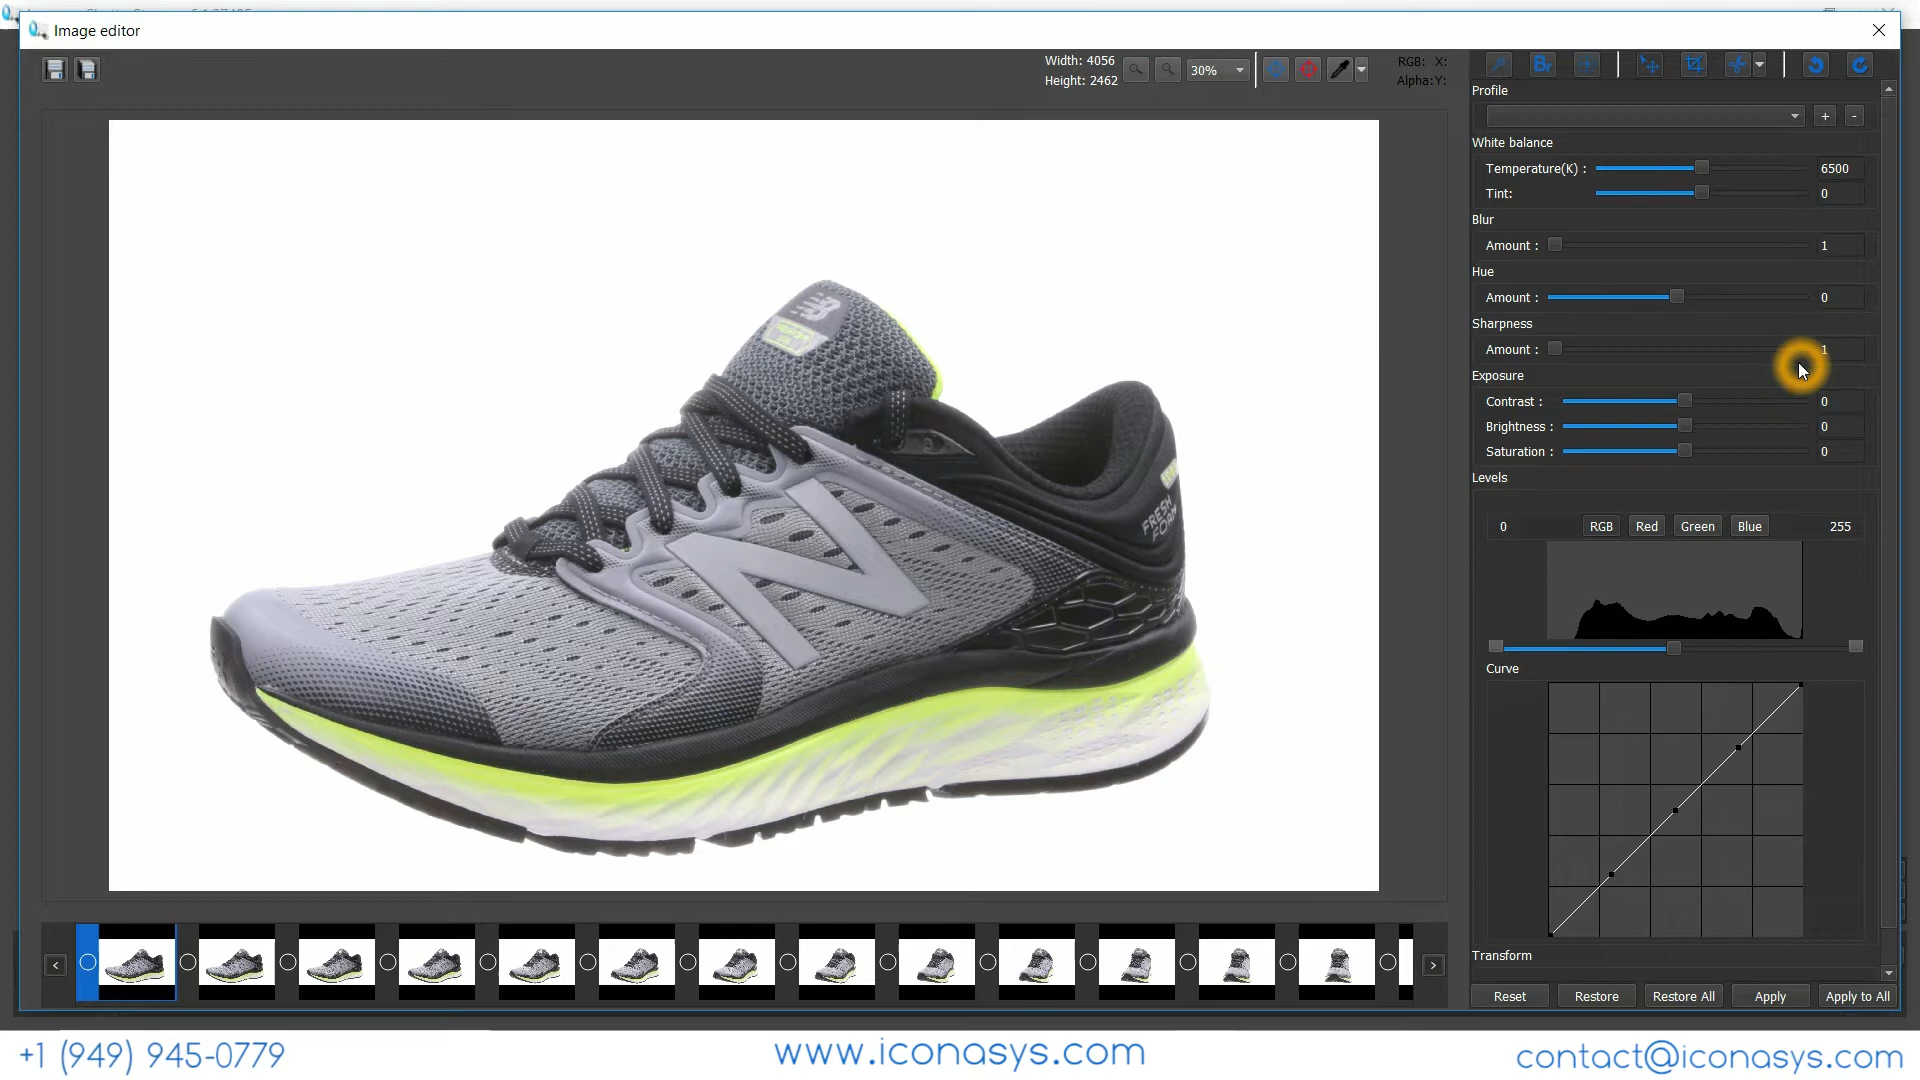 Image editor
Width: 4056
Height: 2462
30%
RGB: X:
Alpha:Y:
Br
Profile
+
-
White balance
Temperature(K) : 6500
Tint: 0
Blur
Amount : 1
Hue
Amount : 0
Sharpness
Amount : 1
Exposure
Contrast : 0
Brightness : 0
Saturation : 0
Levels
0 RGB Red Green Blue 255
Curve
Transform
Reset Restore Restore All Apply Apply to All
FRESH
FOAM
N
+1 (949) 945-0779
www.iconasys.com
contact@iconasys.com